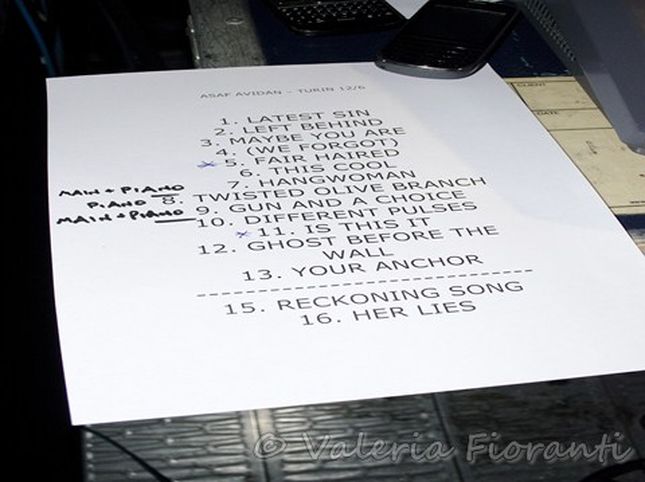 CLIENT
DATE
ASAF AVIDAN - TURIN 12/6
1. LATEST SIN
2. LEFT BEHIND
3. MAYBE YOU ARE
4. (WE FORGOT)
x 5. FAIR HAIRED
6. THIS COOL
7. HANGWOMAN
MAIN + PIANO
PIANO 8. TWISTED OLIVE BRANCH
MAIN + PIANO 9. GUN AND A CHOICE
10. DIFFERENT PULSES
x 11. IS THIS IT
12. GHOST BEFORE THE
WALL
13. YOUR ANCHOR
--------------------------------
15. RECKONING SONG
16. HER LIES
© Valeria Fioranti